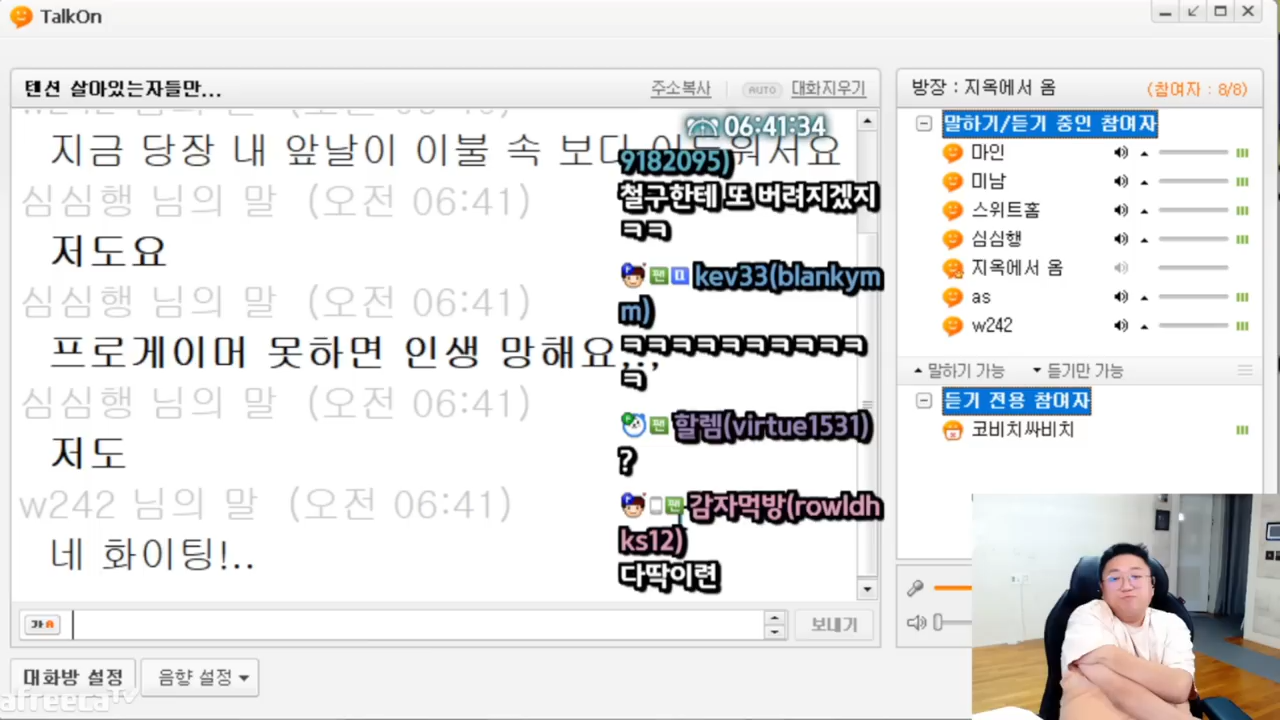 TalkOn
텐션 살아있는자들만...
주소복사
AUTO
대화지우기
지금 당장 내 앞날이 이불 속 보다
심심행 님의 말 (오전 06:41)
저도요
심심행 님의 말 (오전 06:41)
프로게이머 못하면 인생 망해요;;;
심심행 님의 말 (오전 06:41)
저도
w242 님의 말 (오전 06:41)
네 화이팅!..
06:41:34
9182095)
철구한테 또 버려지겠지
ㅋㅋ
팬 kev33(blankym
m)
ㅋㅋㅋㅋㅋㅋㅋㅋㅋㅋ
ㅋ
팬 할렘(virtue1531)
?
팬 감자먹방(rowldh
ks12)
다딱이련
가
보내기
대화방 설정
음향 설정
afreecaTV
방장 : 지옥에서 옴
(참여자 : 8/8)
말하기/듣기 중인 참여자
마인
미남
스위트홈
심심행
지옥에서 옴
as
w242
말하기 가능
듣기만 가능
듣기 전용 참여자
코비치싸비치